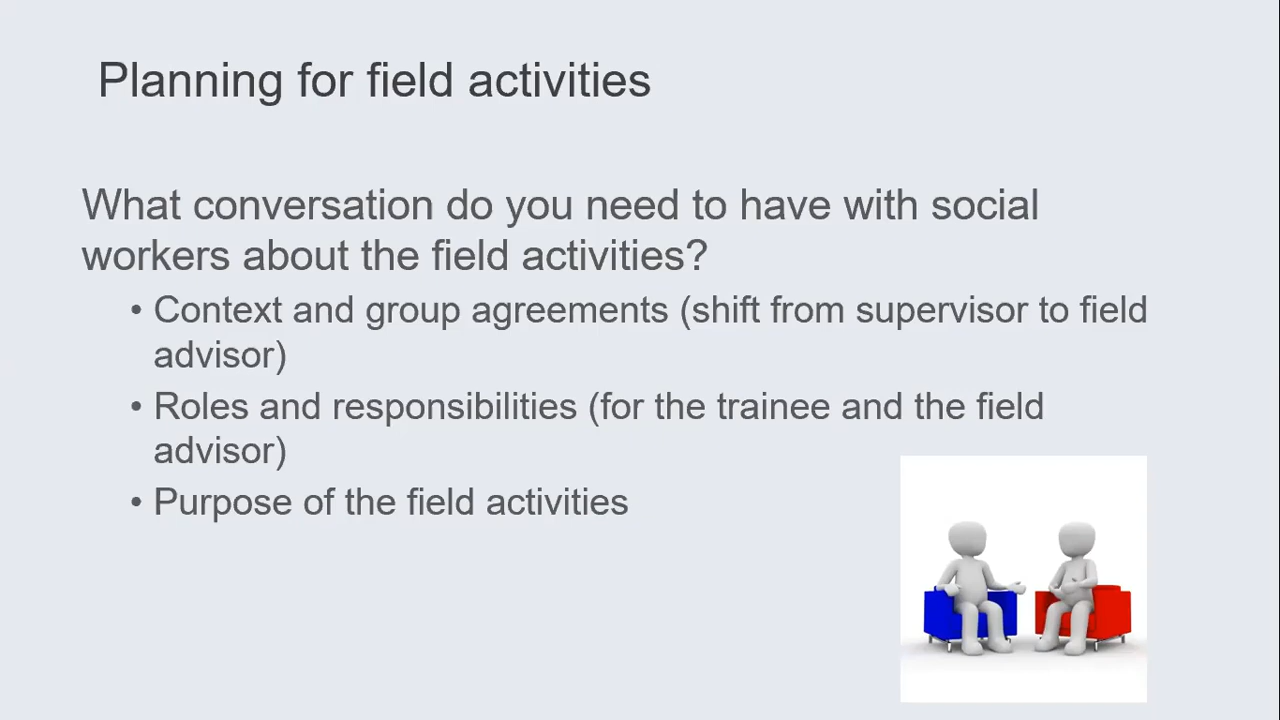 Planning for field activities
What conversation do you need to have with social
workers about the field activities?
• Context and group agreements (shift from supervisor to field
advisor)
• Roles and responsibilities (for the trainee and the field
advisor)
• Purpose of the field activities